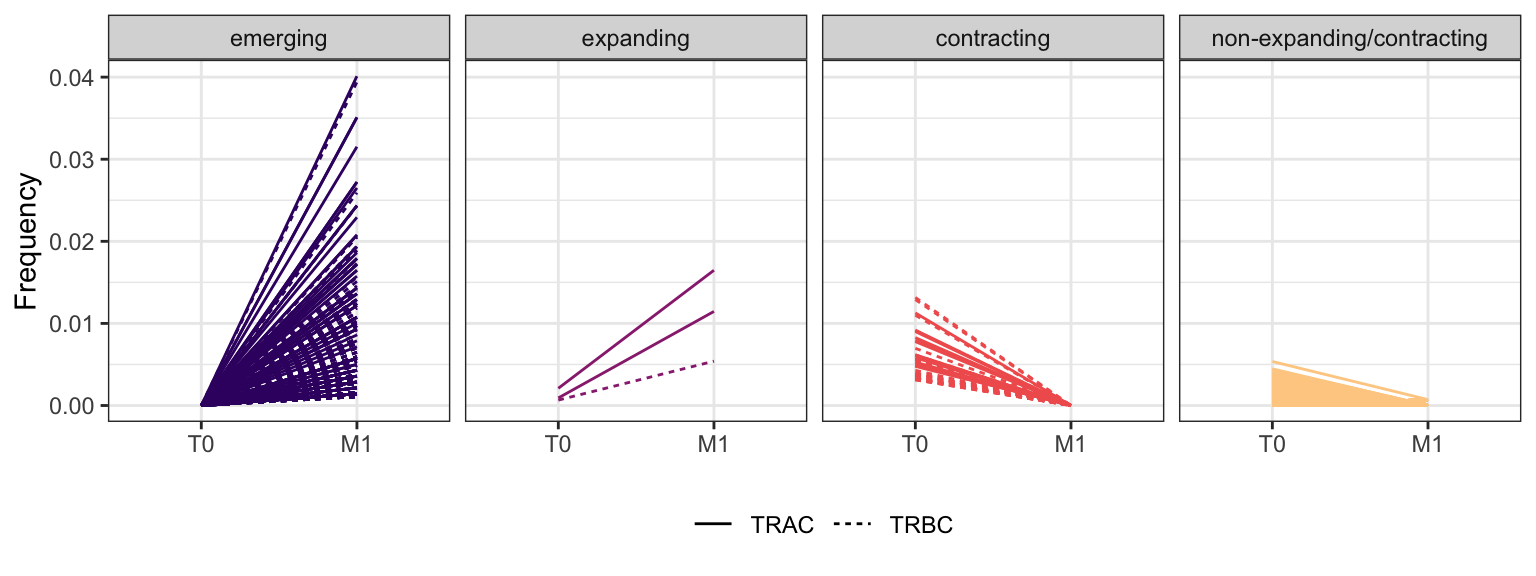 emerging expanding contracting non-expanding/contracting
Frequency
0.04
0.03
0.02
0.01
0.00
T0 M1 T0 M1 T0 M1 T0 M1
TRAC TRBC